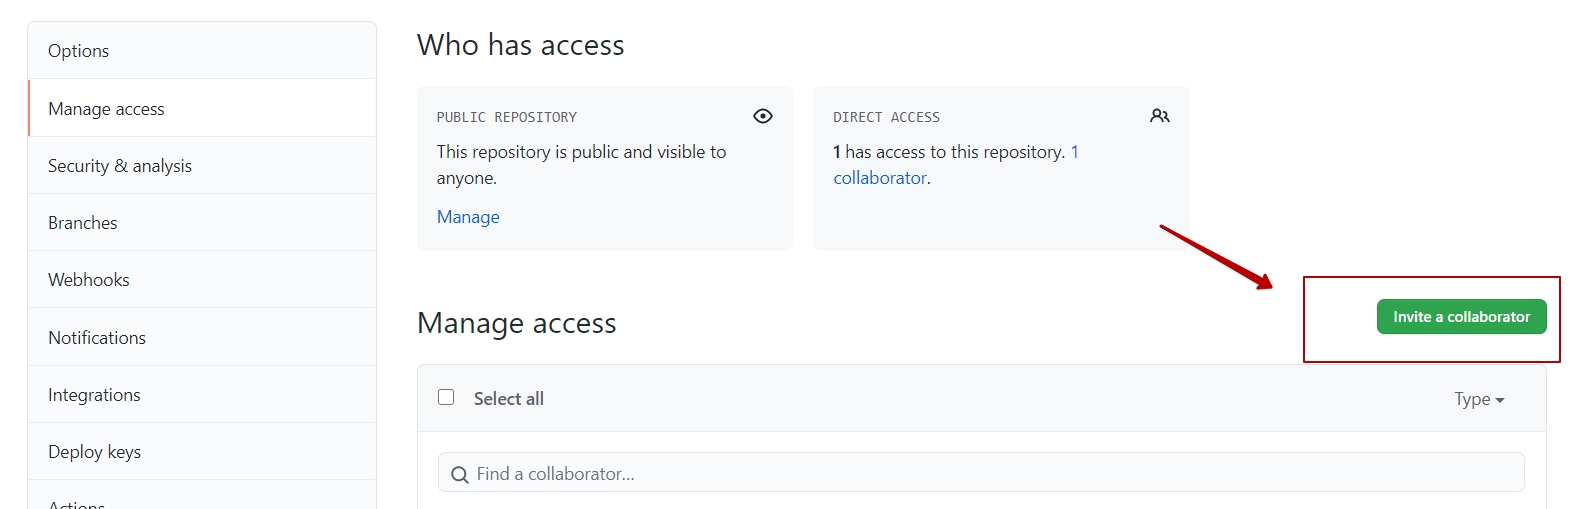 Options
Manage access
Security & analysis
Branches
Webhooks
Notifications
Integrations
Deploy keys
Actions
Who has access
PUBLIC REPOSITORY
This repository is public and visible to
anyone.
Manage
DIRECT ACCESS
1 has access to this repository. 1
collaborator.
Manage access
Invite a collaborator
Select all
Type
Find a collaborator...